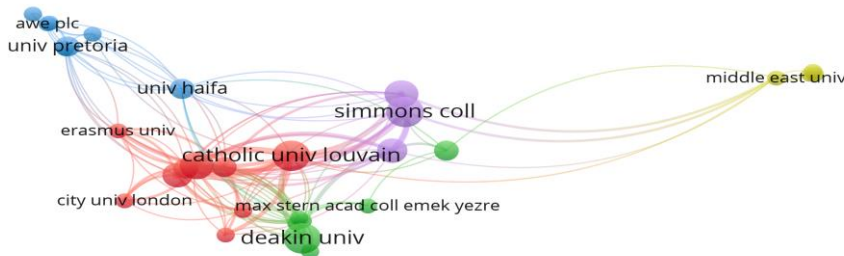 awe plc
univ pretoria
middle east univ
univ haifa
simmons coll
erasmus univ
catholic univ louvain
city univ london
max stern acad coll emek yezre
deakin univ